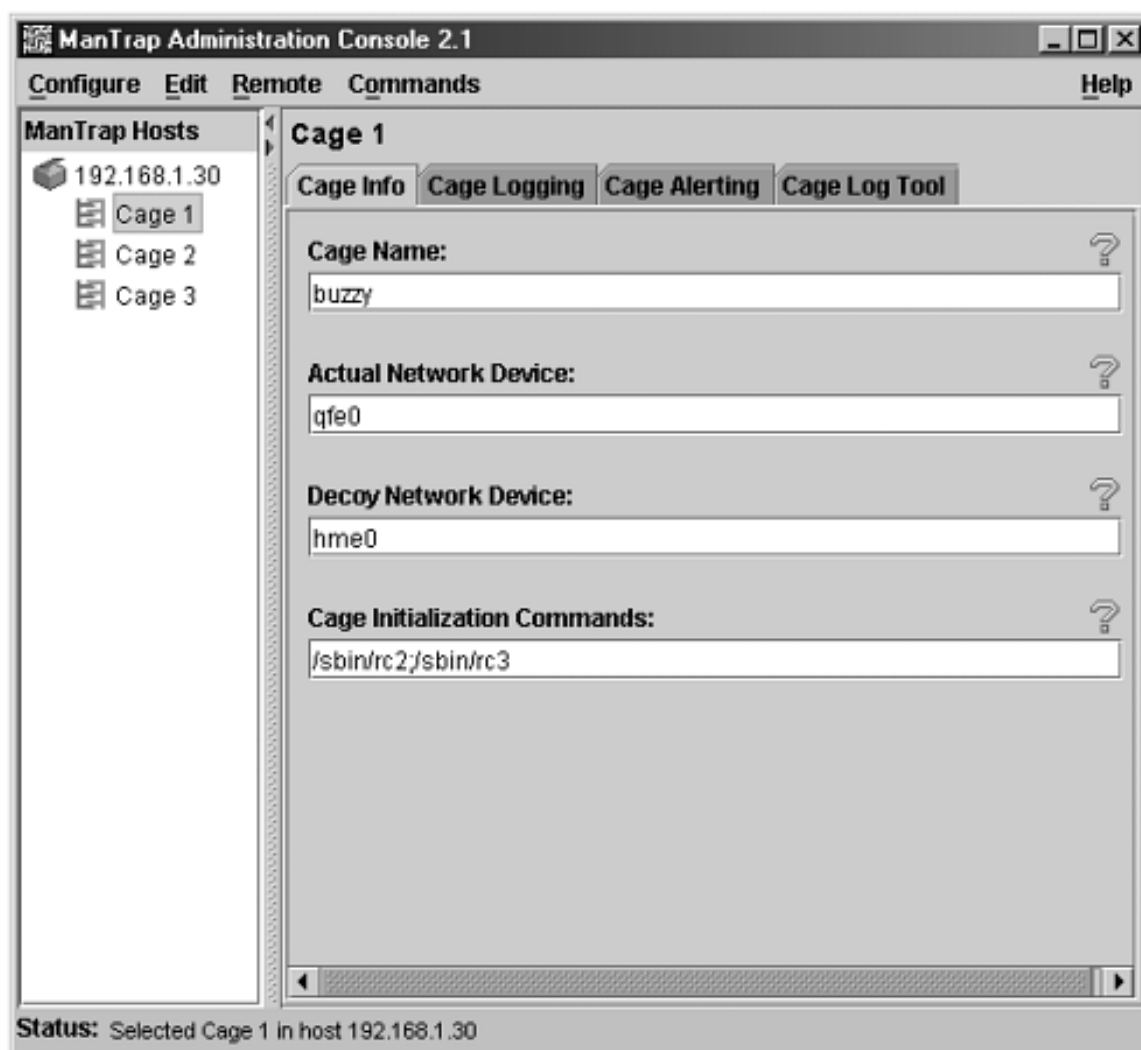 ManTrap Administration Console 2.1
Configure Edit Remote Commands Help
ManTrap Hosts
192.168.1.30
Cage 1
Cage 2
Cage 3
Cage 1
Cage Info Cage Logging Cage Alerting Cage Log Tool
Cage Name:
buzzy
Actual Network Device:
qfe0
Decoy Network Device:
hme0
Cage Initialization Commands:
/sbin/rc2;/sbin/rc3
Status: Selected Cage 1 in host 192.168.1.30